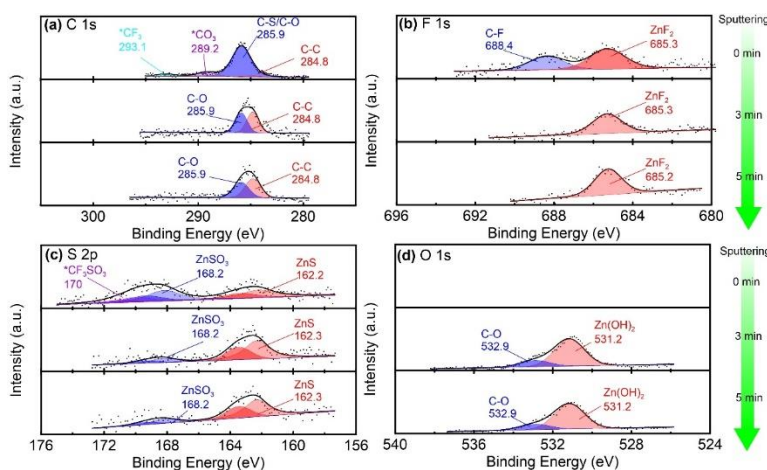 (a) C 1s
*CF₃
293.1
*CO₃
289.2
C-S/C-O
285.9
C-C
284.8
C-O
285.9
C-C
284.8
C-O
285.9
C-C
284.8
Intensity (a.u.)
300 295 290 285 280
Binding Energy (eV)
(b) F 1s
C-F
688.4
ZnF₂
685.3
ZnF₂
685.3
ZnF₂
685.2
Intensity (a.u.)
696 692 688 684 680
Binding Energy (eV)
Sputtering
0 min
3 min
5 min
(c) S 2p
*CF₃SO₃
170
ZnSO₃
168.2
ZnS
162.2
ZnSO₃
168.2
ZnS
162.3
ZnSO₃
168.2
ZnS
162.3
Intensity (a.u.)
176 172 168 164 160 156
Binding Energy (eV)
(d) O 1s
C-O
532.9
Zn(OH)₂
531.2
C-O
532.9
Zn(OH)₂
531.2
Intensity (a.u.)
540 536 532 528 524
Binding Energy (eV)
Sputtering
0 min
3 min
5 min